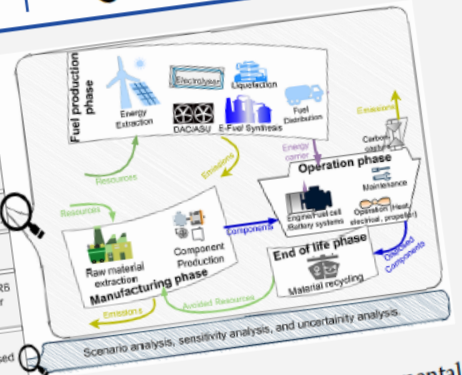 Fuel production
phase
Energy
Extraction
Electrolyser
Liquefaction
DAC/ASU
E-Fuel Synthesis
Fuel
Distribution
Resources
Emissions
Energy
carrier
Emissions
Carbon
capture
Operation phase
Engine/Fuel cell
/Battery systems
Maintenance
Operation (Heat,
electrical, propeller)
Resources
Raw material
extraction
Component
Production
Manufacturing phase
Components
End of life phase
Material recycling
Disposed
Components
Avoided Resources
Emissions
Scenario analysis, sensitivity analysis, and uncertainity analysis